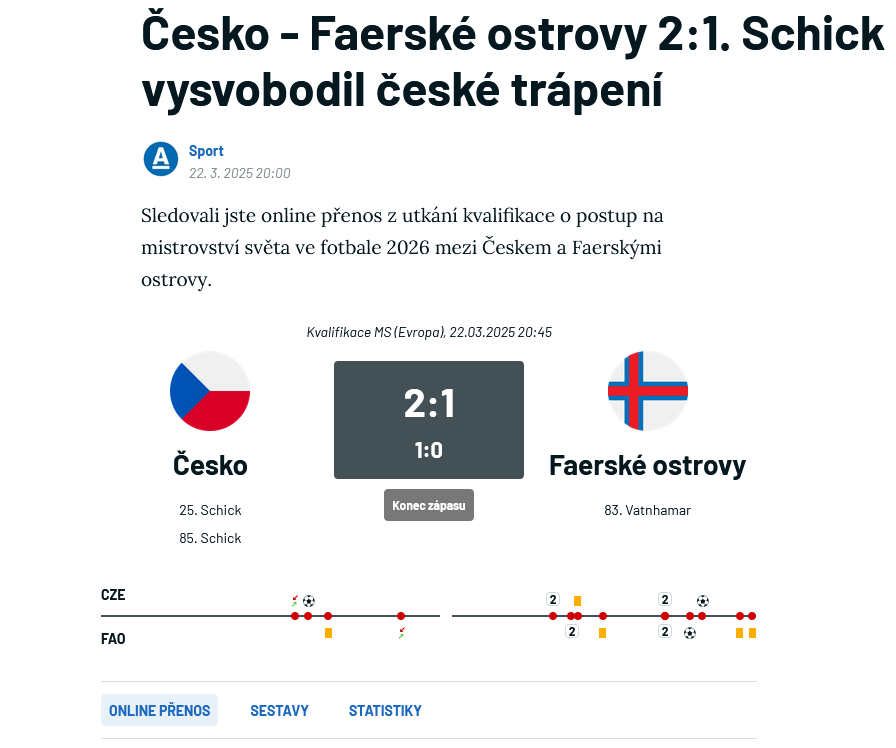 Česko - Faerské ostrovy 2:1. Schick
vysvobodil české trápení
A
Sport
22. 3. 2025 20:00
Sledovali jste online přenos z utkání kvalifikace o postup na
mistrovství světa ve fotbale 2026 mezi Českem a Faerskými
ostrovy.
Kvalifikace MS (Evropa), 22.03.2025 20:45
2:1
1:0
Česko
Faerské ostrovy
Konec zápasu
25. Schick
83. Vatnhamar
85. Schick
CZE
2 2
FAO
2 2
ONLINE PŘENOS SESTAVY STATISTIKY